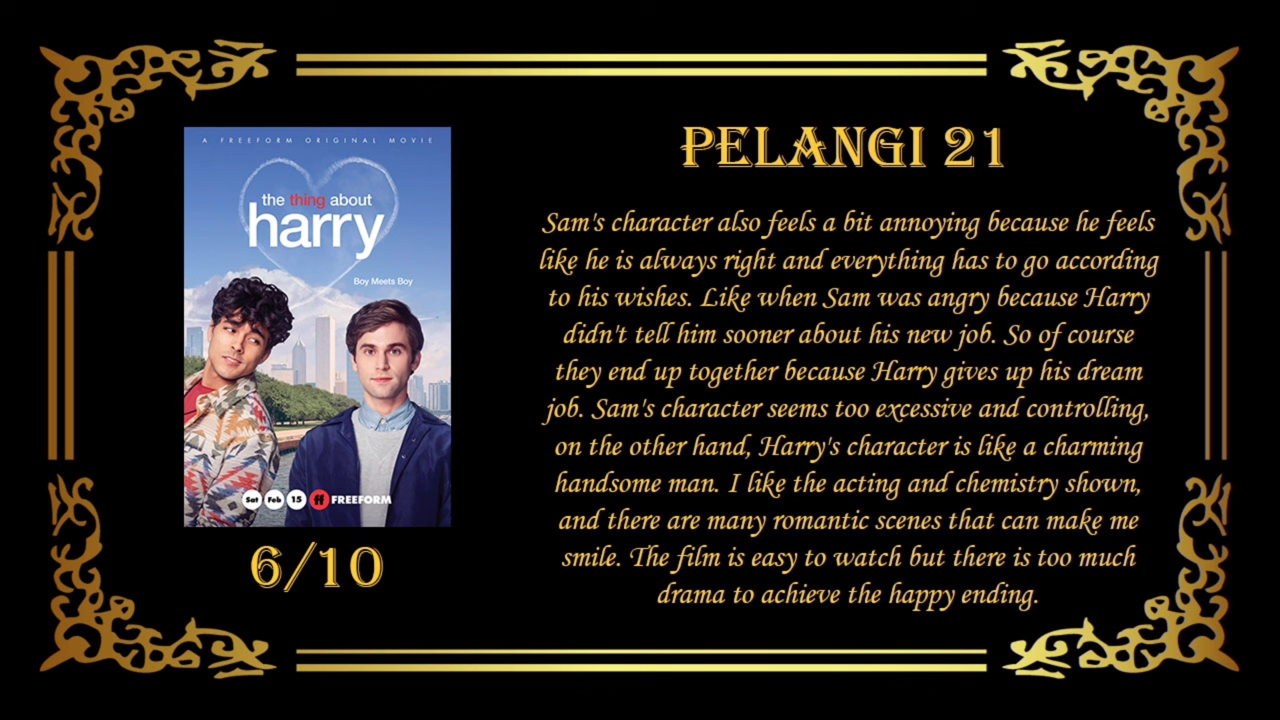 A FREEFORM ORIGINAL MOVIE
the thing about
harry
Boy Meets Boy
Sat Feb 15 ff FREEFORM
6/10
PELANGI 21
Sam's character also feels a bit annoying because he feels
like he is always right and everything has to go according
to his wishes. Like when Sam was angry because Harry
didn't tell him sooner about his new job. So of course
they end up together because Harry gives up his dream
job. Sam's character seems too excessive and controlling,
on the other hand, Harry's character is like a charming
handsome man. I like the acting and chemistry shown,
and there are many romantic scenes that can make me
smile. The film is easy to watch but there is too much
drama to achieve the happy ending.